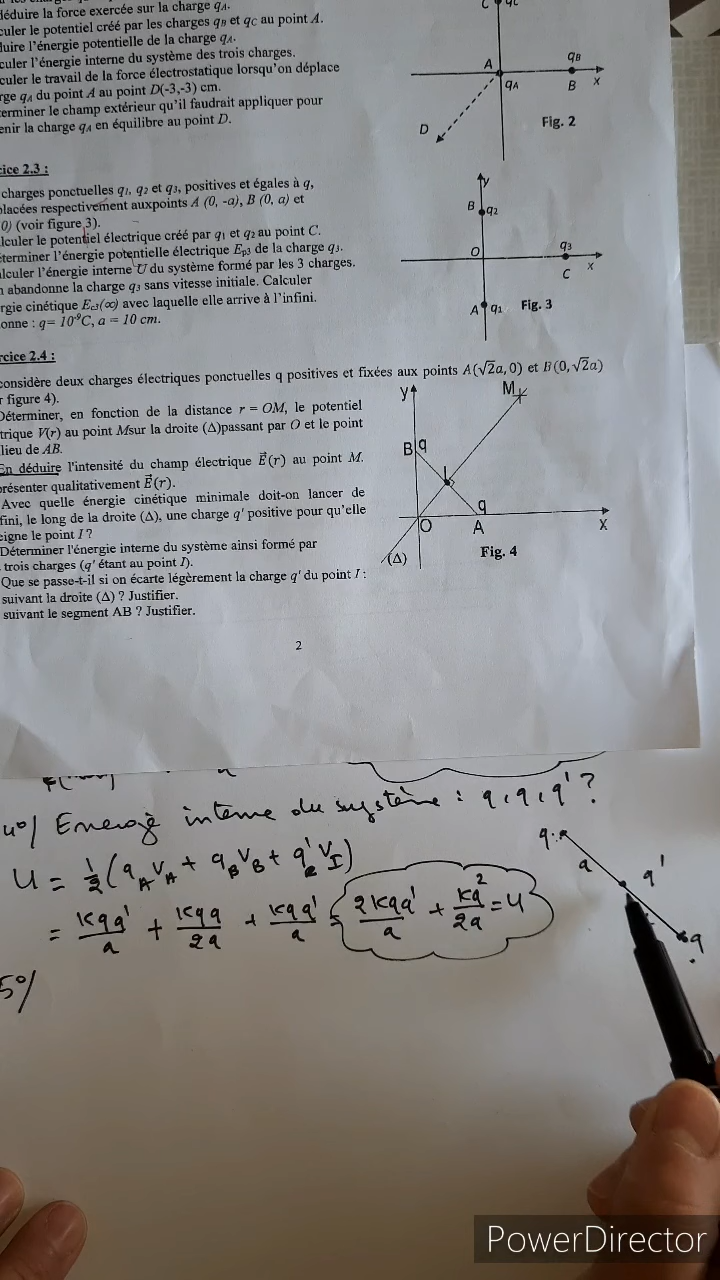 déduire la force exercée sur la charge qA.
culer le potentiel créé par les charges qB et qC au point A.
duire l'énergie potentielle de la charge qA.
culer l'énergie interne du système des trois charges.
culer le travail de la force électrostatique lorsqu'on déplace
rge qA du point A au point D(-3,-3) cm.
erminer le champ extérieur qu'il faudrait appliquer pour
enir la charge qA en équilibre au point D.
C qC
A qA qB B x
D
Fig. 2
cice 2.3 :
charges ponctuelles q1, q2 et q3, positives et égales à q,
placées respectivement auxpoints A (0, -a), B (0, a) et
0) (voir figure 3).
lculer le potentiel électrique créé par q1 et q2 au point C.
éterminer l'énergie potentielle électrique Ep3 de la charge q3.
alculer l'énergie interne U du système formé par les 3 charges.
n abandonne la charge q3 sans vitesse initiale. Calculer
rgie cinétique Ec3(∞) avec laquelle elle arrive à l'infini.
onne : q= 10⁻⁹C, a = 10 cm.
y
B q2
O q3
C x
A q1 Fig. 3
rcice 2.4 :
considère deux charges électriques ponctuelles q positives et fixées aux points A(√2a, 0) et B(0, √2a)
r figure 4).
Déterminer, en fonction de la distance r = OM, le potentiel
trique V(r) au point Msur la droite (Δ)passant par O et le point
lieu de AB.
En déduire l'intensité du champ électrique E⃗(r) au point M.
présenter qualitativement E⃗(r).
Avec quelle énergie cinétique minimale doit-on lancer de
fini, le long de la droite (Δ), une charge q' positive pour qu'elle
eigne le point I ?
Déterminer l'énergie interne du système ainsi formé par
trois charges (q' étant au point I).
Que se passe-t-il si on écarte légèrement la charge q' du point I :
suivant la droite (Δ) ? Justifier.
suivant le segment AB ? Justifier.
y M
B q
I
q
O A X
(Δ) Fig. 4
2
4°/ Energie interne du système : q, q, q' ?
U = 1/2 (qA VA + qB VB + q' VI)
= kqq'/a + kqq/2a + kqq'/a = 2kqq'/a + kq²/2a = U
q
a q'
q
5°/
PowerDirector